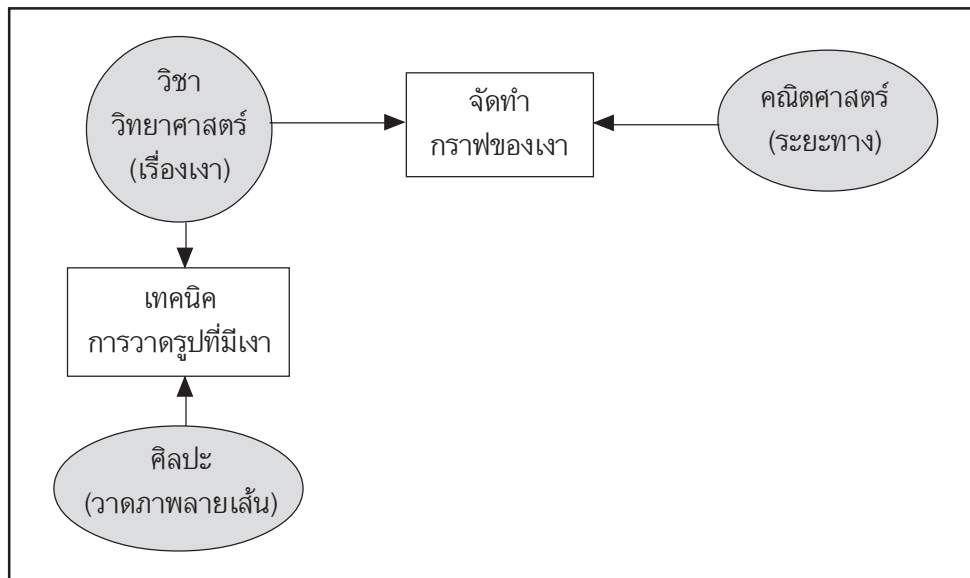 วิชา
วิทยาศาสตร์
(เรื่องเงา)
จัดทำ
กราฟของเงา
คณิตศาสตร์
(ระยะทาง)
เทคนิค
การวาดรูปที่มีเงา
ศิลปะ
(วาดภาพลายเส้น)